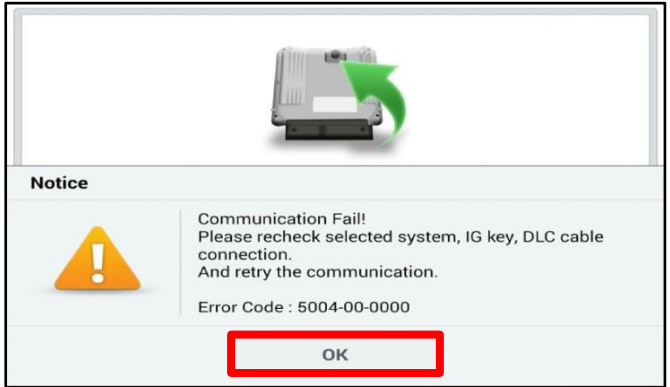 Notice
Communication Fail!
Please recheck selected system, IG key, DLC cable
connection.
And retry the communication.
Error Code : 5004-00-0000
OK